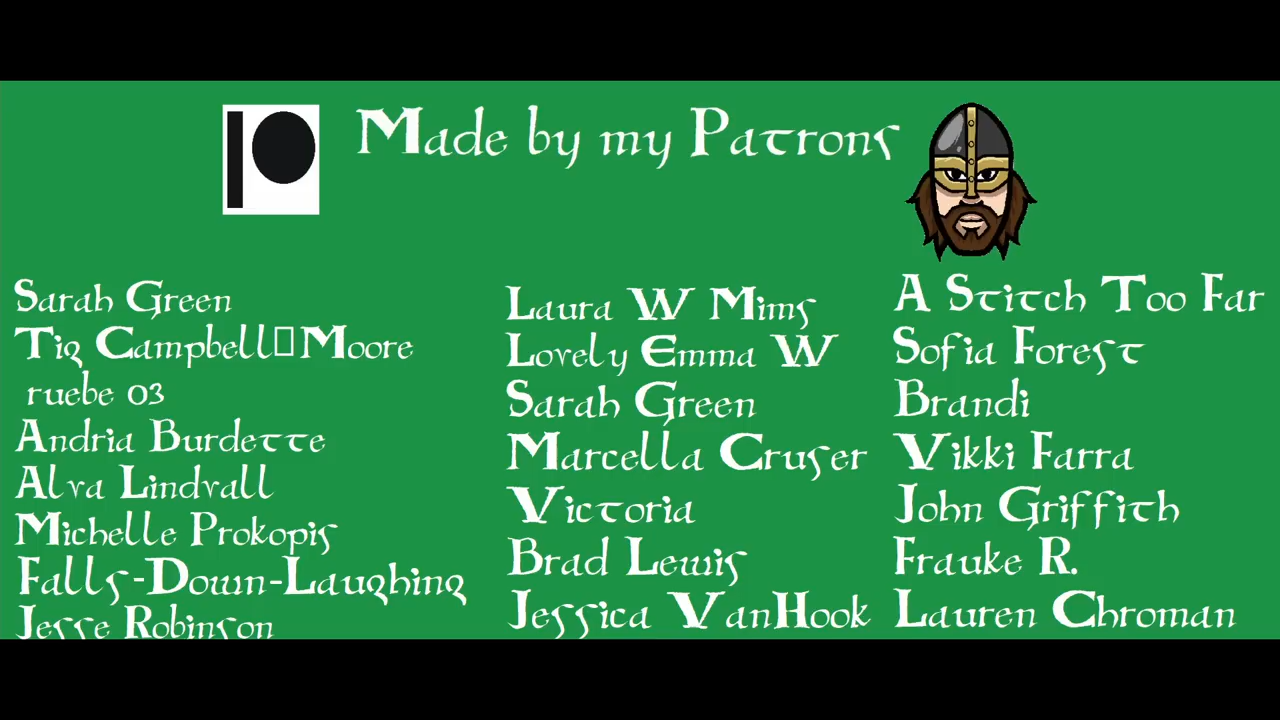 Made by my Patrons
Sarah Green
Tig Campbell▯Moore
ruebe 03
Andria Burdette
Alva Lindvall
Michelle Prokopis
Falls-Down-Laughing
Jesse Robinson
Laura W Mims
Lovely Emma W
Sarah Green
Marcella Cruser
Victoria
Brad Lewis
Jessica VanHook
A Stitch Too Far
Sofia Forest
Brandi
Vikki Farra
John Griffith
Frauke R.
Lauren Chroman